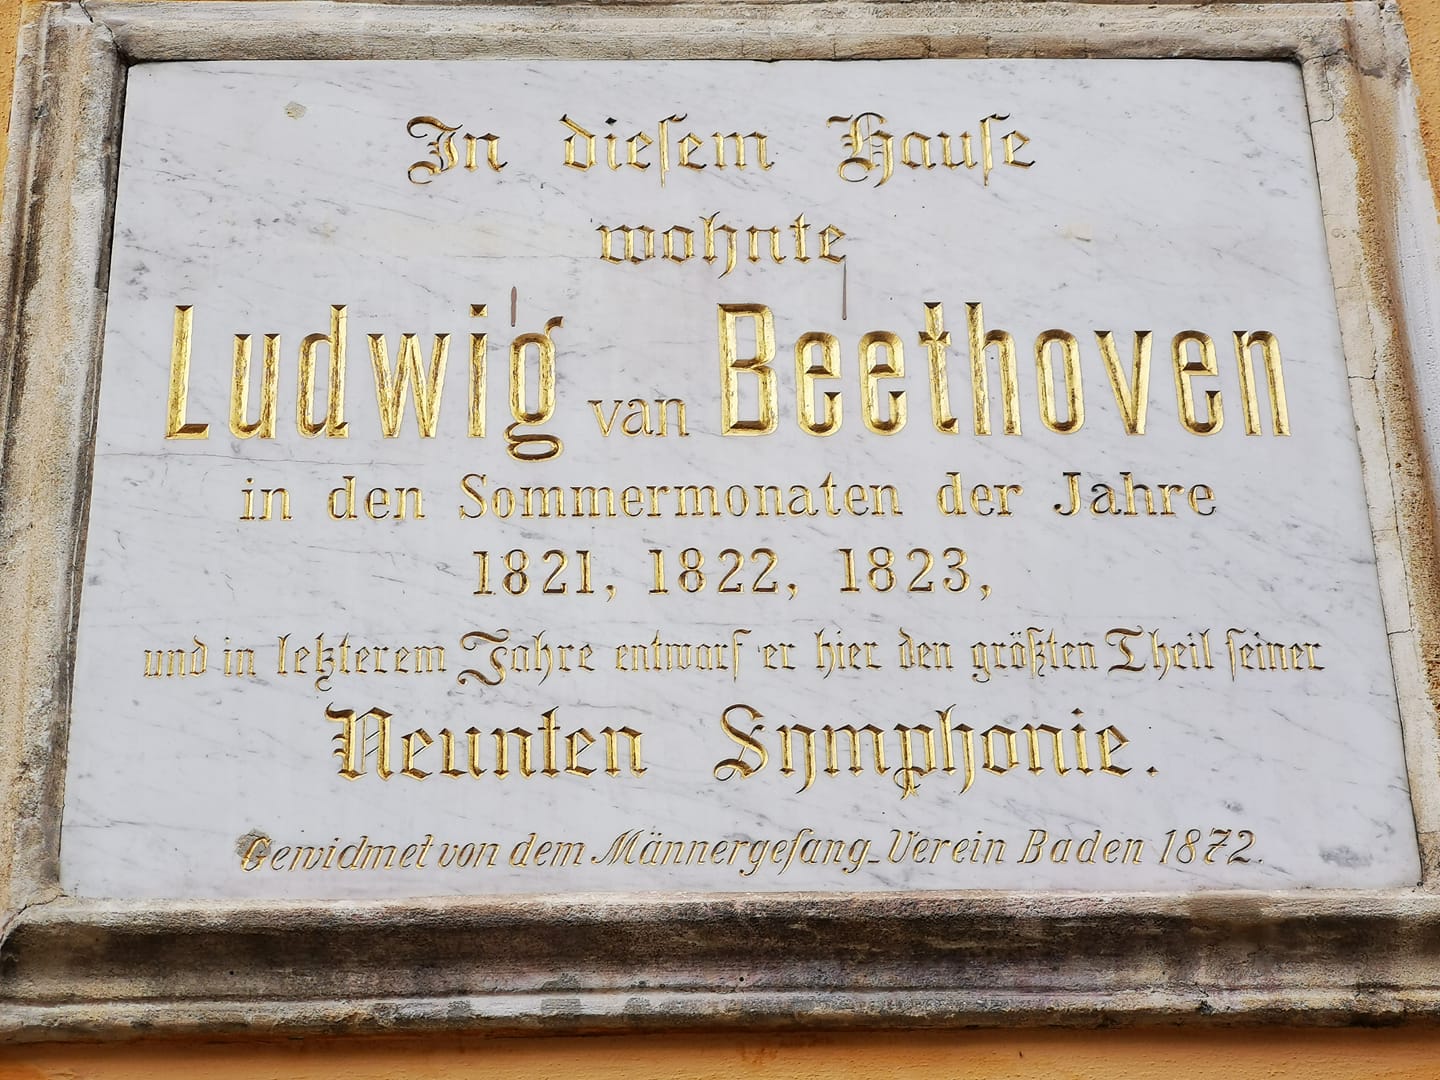 In dieſem Hauſe
wohnte
Ludwig van Beethoven
in den Sommermonaten der Jahre
1821, 1822, 1823,
und in letzterem Jahre entwarf er hier den größten Theil ſeiner
Neunten Symphonie.
Gewidmet von dem Männergeſang-Verein Baden 1872.